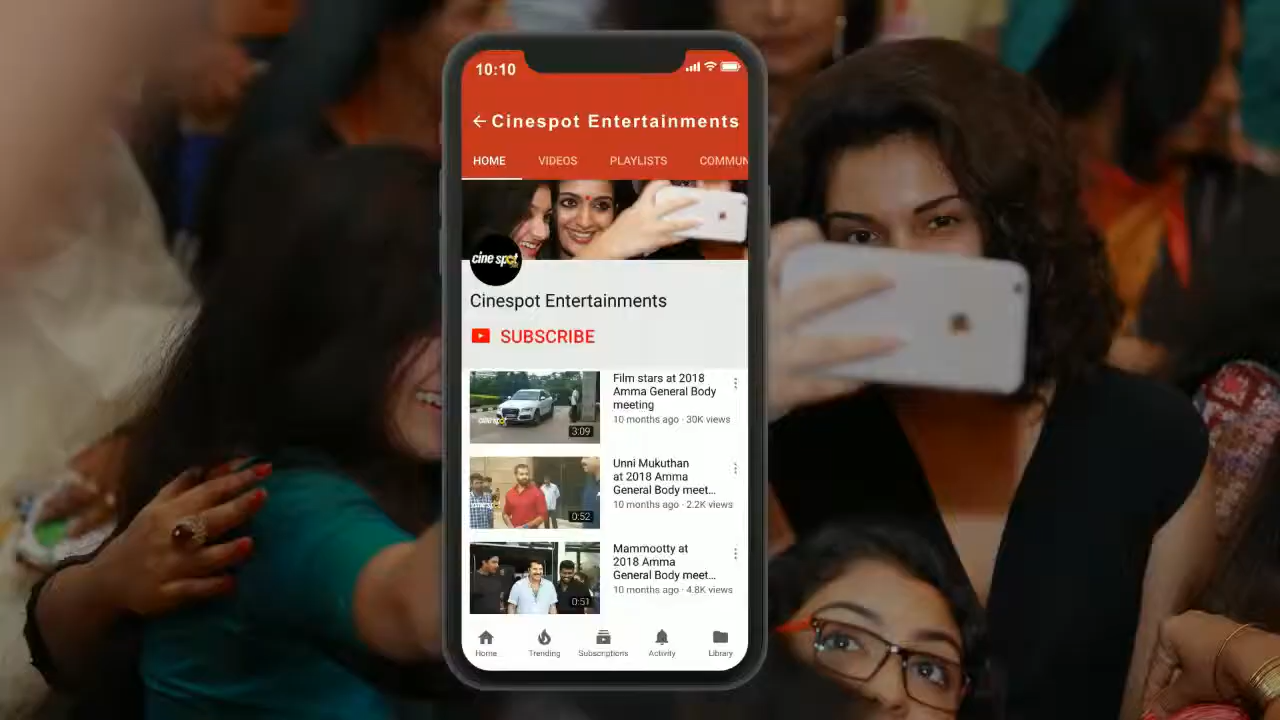 10:10
Cinespot Entertainments
HOME VIDEOS PLAYLISTS COMMUN
cine spot
Cinespot Entertainments
SUBSCRIBE
Film stars at 2018
Amma General Body
meeting
10 months ago · 30K views
cine spot
3:09
Unni Mukuthan
at 2018 Amma
General Body meet...
10 months ago · 2.2K views
0:52
Mammootty at
2018 Amma
General Body meet...
10 months ago · 4.8K views
0:51
Home Trending Subscriptions Activity Library